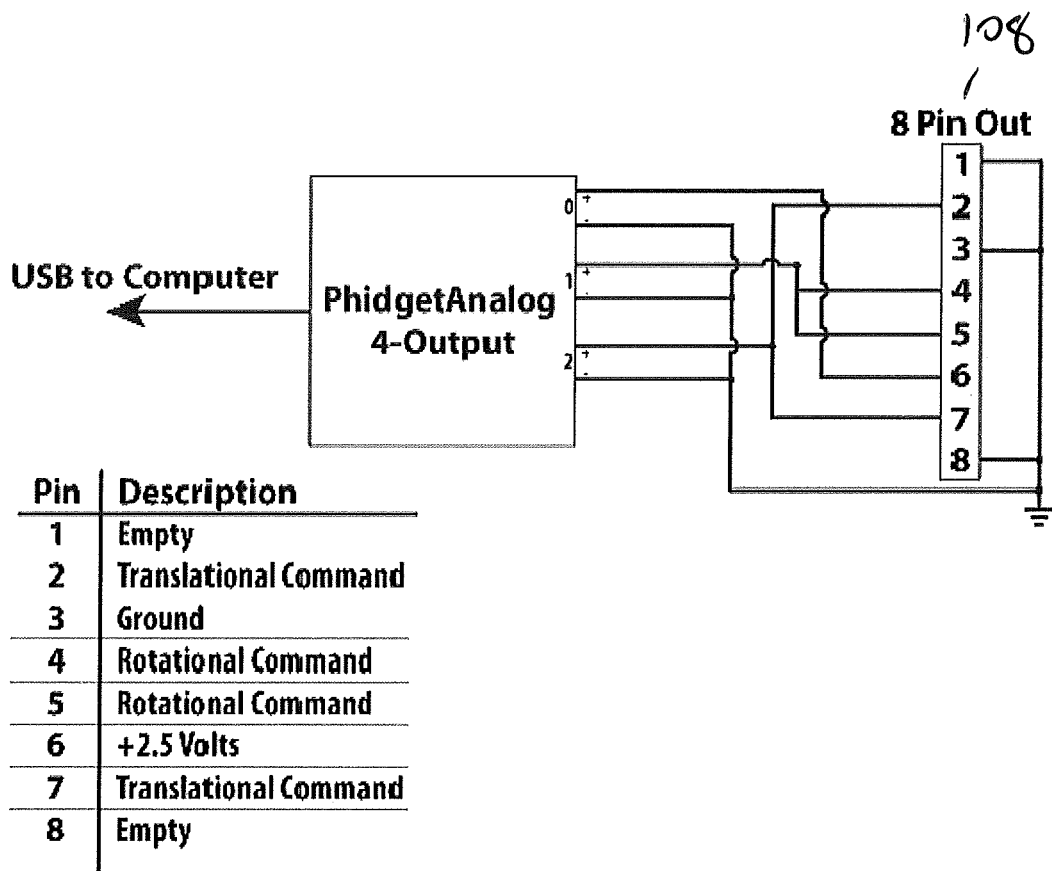 108
8 Pin Out
1
2
3
4
5
6
7
8
0 + -
1 + -
2 + -
USB to Computer
PhidgetAnalog
4-Output
Pin Description
1 Empty
2 Translational Command
3 Ground
4 Rotational Command
5 Rotational Command
6 +2.5 Volts
7 Translational Command
8 Empty